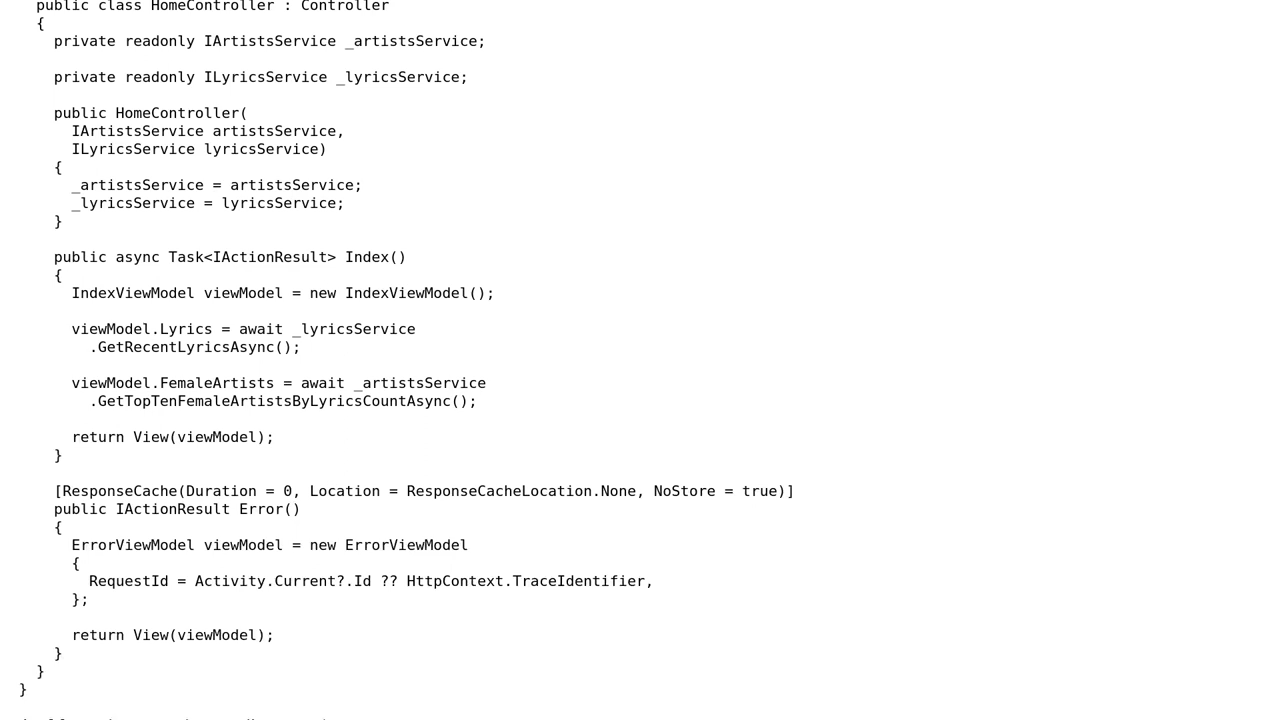 public class HomeController : Controller
{
private readonly IArtistsService _artistsService;
private readonly ILyricsService _lyricsService;
public HomeController(
IArtistsService artistsService,
ILyricsService lyricsService)
{
_artistsService = artistsService;
_lyricsService = lyricsService;
}
public async Task<IActionResult> Index()
{
IndexViewModel viewModel = new IndexViewModel();
viewModel.Lyrics = await _lyricsService
.GetRecentLyricsAsync();
viewModel.FemaleArtists = await _artistsService
.GetTopTenFemaleArtistsByLyricsCountAsync();
return View(viewModel);
}
[ResponseCache(Duration = 0, Location = ResponseCacheLocation.None, NoStore = true)]
public IActionResult Error()
{
ErrorViewModel viewModel = new ErrorViewModel
{
RequestId = Activity.Current?.Id ?? HttpContext.TraceIdentifier,
};
return View(viewModel);
}
}
}